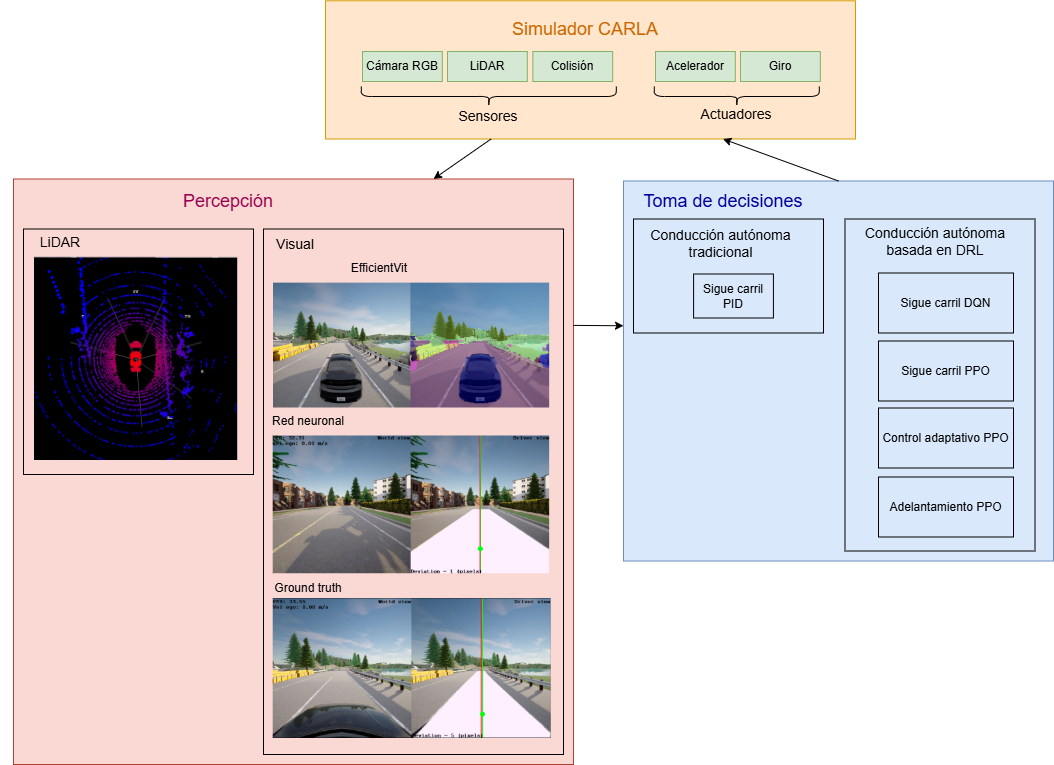 Simulador CARLA
Cámara RGB
LiDAR
Colisión
Acelerador
Giro
Sensores
Actuadores
Percepción
LiDAR
Visual
EfficientVit
Red neuronal
World view
Driver view
Deviation - 1 (pixels)
Ground truth
Vel ego: 0.00 m/s
World view
Driver view
Deviation - 5 (pixels)
Toma de decisiones
Conducción autónoma
tradicional
Sigue carril
PID
Conducción autónoma
basada en DRL
Sigue carril DQN
Sigue carril PPO
Control adaptativo PPO
Adelantamiento PPO